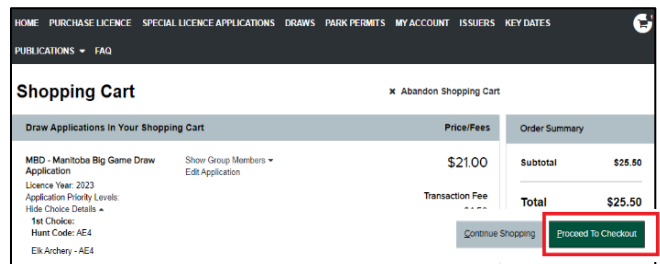 HOME PURCHASE LICENCE SPECIAL LICENCE APPLICATIONS DRAWS PARK PERMITS MY ACCOUNT ISSUERS KEY DATES
PUBLICATIONS FAQ
Shopping Cart
Abandon Shopping Cart
Draw Applications In Your Shopping Cart Price/Fees
Order Summary
MBD - Manitoba Big Game Draw Application
Show Group Members
Edit Application
$21.00
Subtotal $25.50
Licence Year: 2023
Application Priority Levels:
Transaction Fee
Total $25.50
Hide Choice Details
1st Choice:
Hunt Code: AE4
Continue Shopping
Proceed To Checkout
Elk Archery - AE4